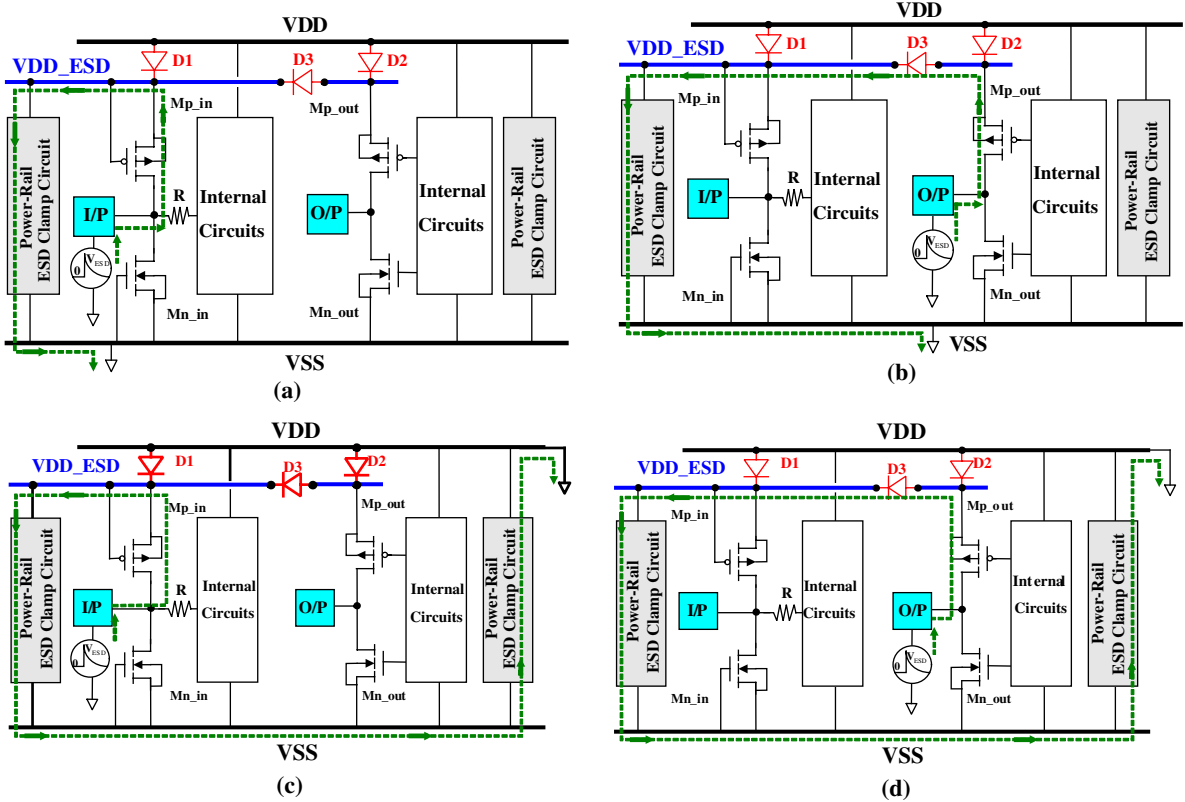 VDD
VDD_ESD
D1
D3
D2
Mp_in
Mp_out
Power-Rail
ESD Clamp Circuit
I/P
R
Internal
Circuits
O/P
Internal
Circuits
Power-Rail
ESD Clamp Circuit
0
VESD
Mn_in
Mn_out
VSS
(a)
VDD
VDD_ESD
D1
D3
D2
Mp_in
Mp_out
Power-Rail
ESD Clamp Circuit
I/P
R
Internal
Circuits
O/P
Internal
Circuits
Power-Rail
ESD Clamp Circuit
0
VESD
Mn_in
Mn_out
VSS
(b)
VDD
VDD_ESD
D1
D3
D2
Mp_in
Mp_out
Power-Rail
ESD Clamp Circuit
I/P
R
Internal
Circuits
O/P
Internal
Circuits
Power-Rail
ESD Clamp Circuit
0
VESD
Mn_in
Mn_out
VSS
(c)
VDD
VDD_ESD
D1
D3
D2
Mp_in
Mp_out
Power-Rail
ESD Clamp Circuit
I/P
R
Internal
Circuits
O/P
Internal
Circuits
Power-Rail
ESD Clamp Circuit
0
VESD
Mn_in
Mn_out
VSS
(d)